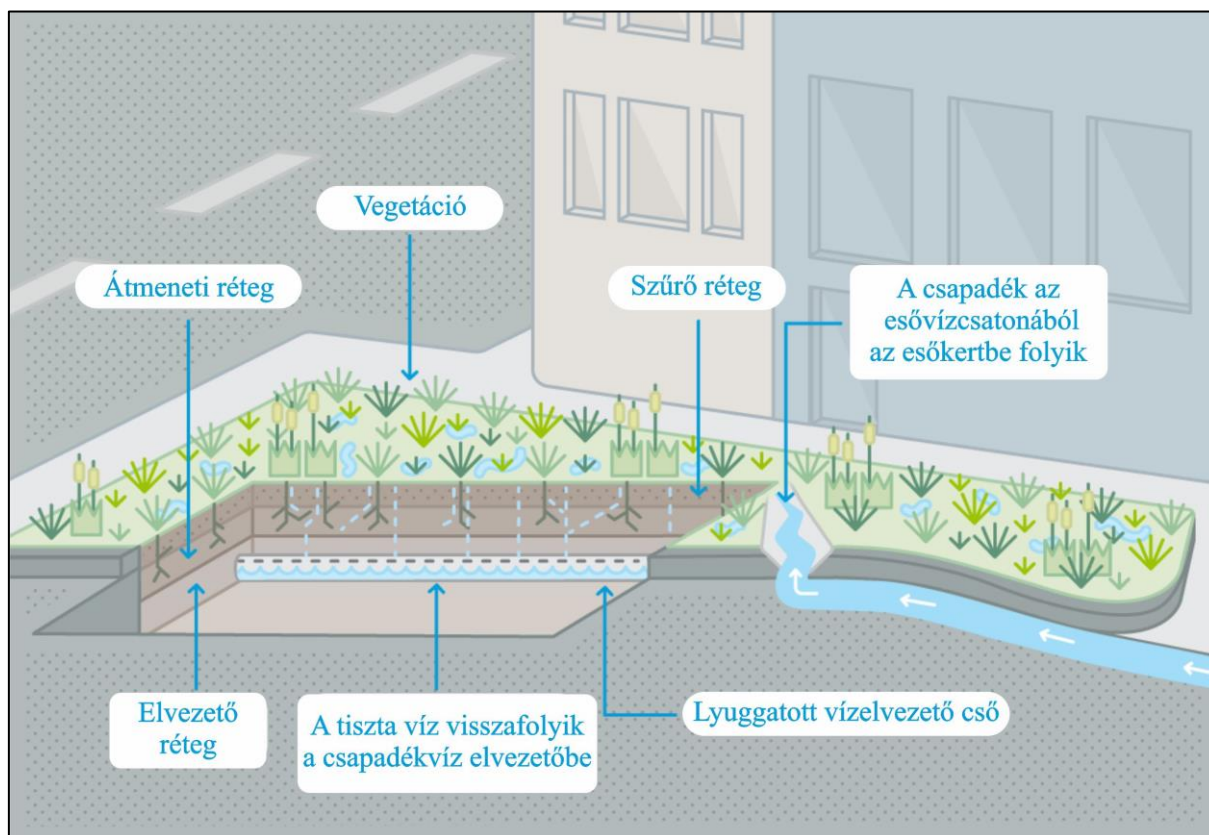 Vegetáció
Átmeneti réteg
Szűrő réteg
A csapadék az
esővízcsatonából
az esőkertbe folyik
Elvezető
réteg
A tiszta víz visszafolyik
a csapadékvíz elvezetőbe
Lyuggatott vízelvezető cső